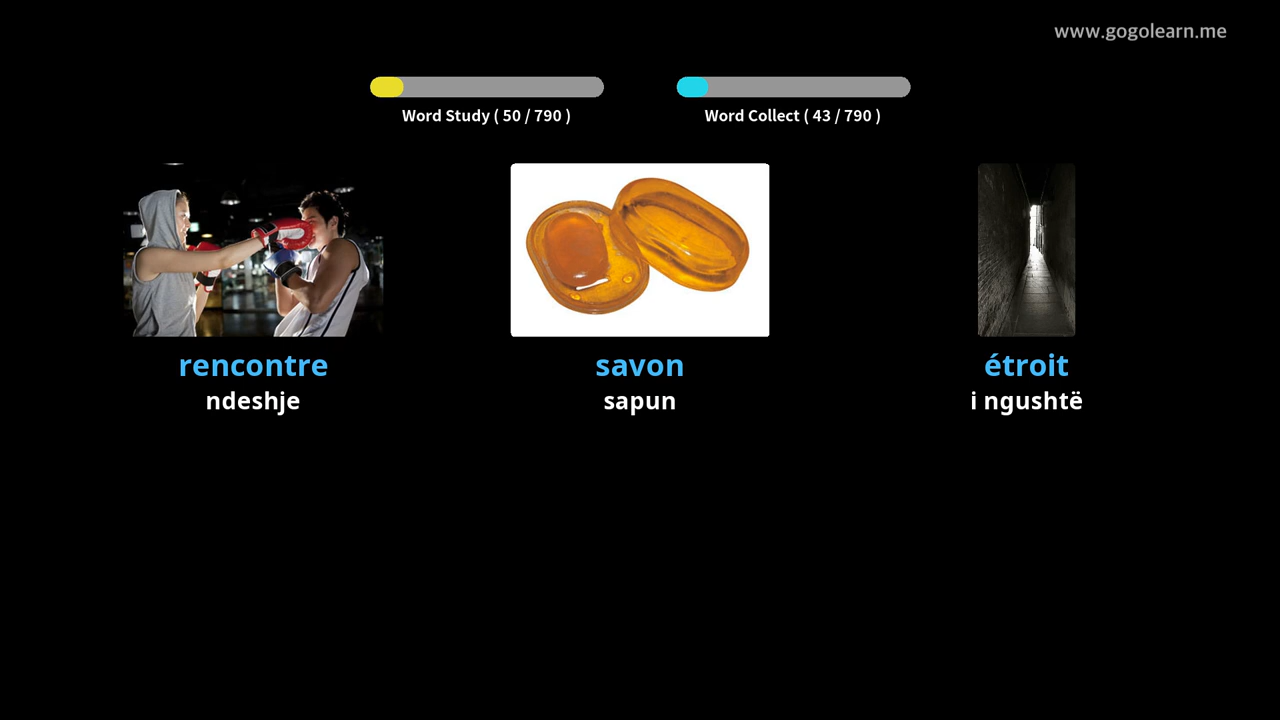 www.gogolearn.me
Word Study ( 50 / 790 )
Word Collect ( 43 / 790 )
rencontre
ndeshje
savon
sapun
étroit
i ngushtë